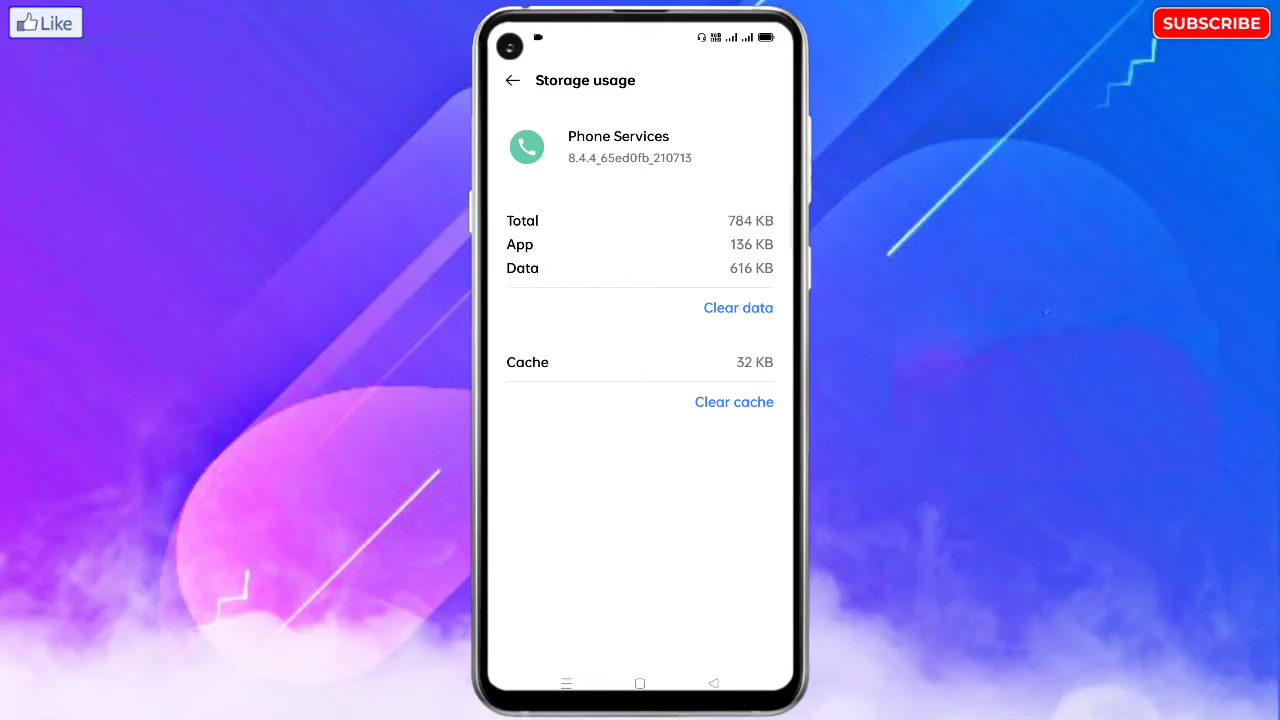 Like
SUBSCRIBE
Storage usage
Phone Services
8.4.4_65ed0fb_210713
Total 784 KB
App 136 KB
Data 616 KB
Clear data
Cache 32 KB
Clear cache